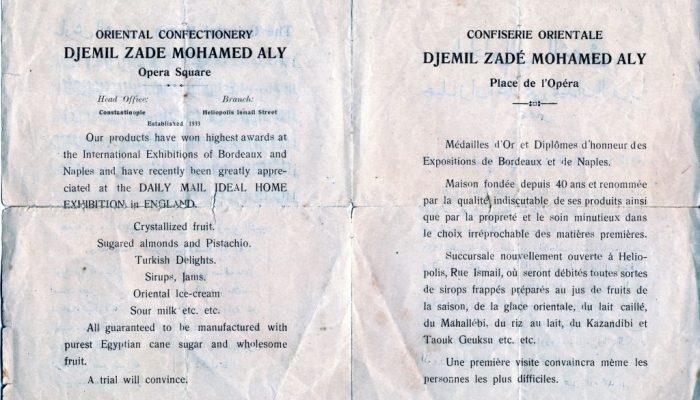 ORIENTAL CONFECTIONERY
DJEMIL ZADE MOHAMED ALY
Opera Square
Head Office: Branch:
Constantinople Heliopolis Ismail Street
Established 1933
Our products have won highest awards at
the International Exhibitions of Bordeaux and
Naples and have recently been greatly appre-
ciated at the DAILY MAIL IDEAL HOME
EXHIBITION in ENGLAND.
Crystallized fruit.
Sugared almonds and Pistachio.
Turkish Delights.
Sirups, Jams.
Oriental Ice-cream
Sour milk etc. etc.
All guaranteed to be manufactured with
purest Egyptian cane sugar and wholesome
fruit.
A trial will convince.
CONFISERIE ORIENTALE
DJEMIL ZADÉ MOHAMED ALY
Place de l'Opéra
Médailles d'Or et Diplômes d'honneur des
Expositions de Bordeaux et de Naples.
Maison fondée depuis 40 ans et renommée
par la qualité indiscutable de ses produits ainsi
que par la propreté et le soin minutieux dans
le choix irréprochable des matières premières.
Succursale nouvellement ouverte à Helio-
polis, Rue Ismail, où seront débités toutes sortes
de sirops frappés préparés au jus de fruits de
la saison, de la glace orientale, du lait caillé,
du Mahallébi, du riz au lait, du Kazandibi et
Taouk Geuksu etc. etc.
Une première visite convaincra même les
personnes les plus difficiles.